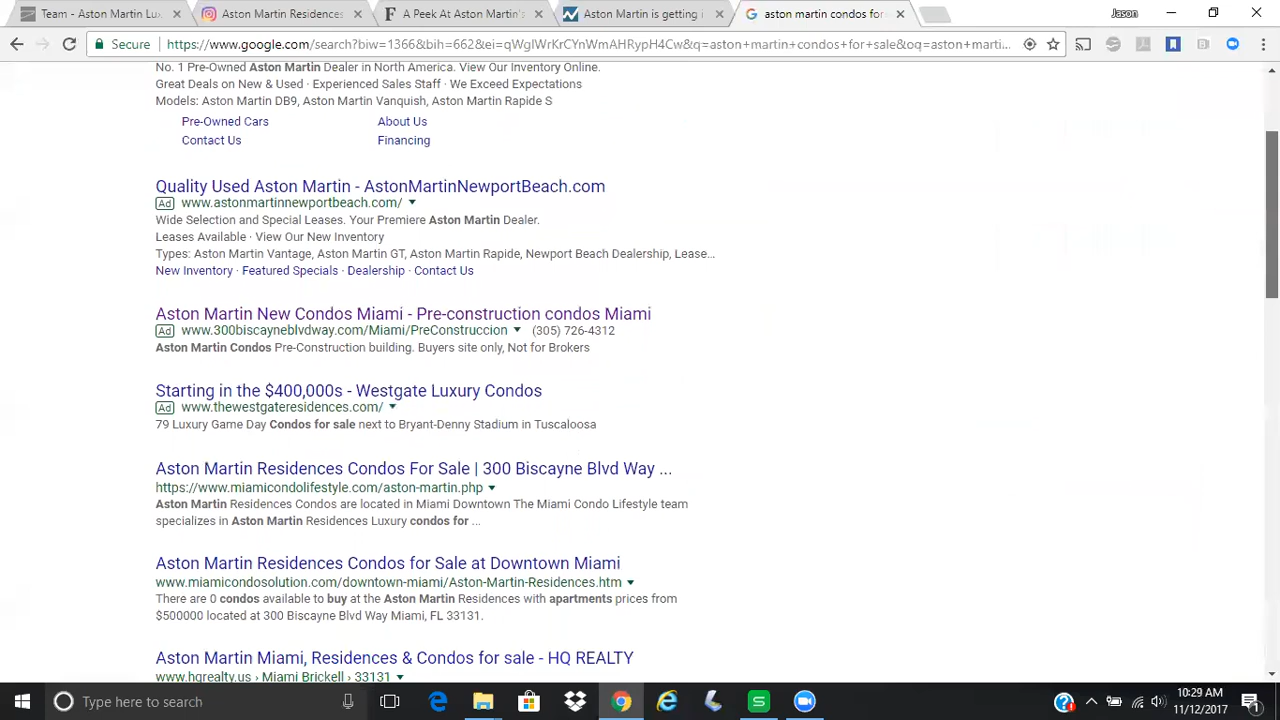 Team - Aston Martin Lux
Aston Martin Residences
A Peek At Aston Martin's
Aston Martin is getting i
aston martin condos for
Jason
Secure
https://www.google.com/search?biw=1366&bih=662&ei=qWglWrKrCYnWmAHRypH4Cw&q=aston+martin+condos+for+sale&oq=aston+marti...
No. 1 Pre-Owned Aston Martin Dealer in North America. View Our Inventory Online.
Great Deals on New & Used · Experienced Sales Staff · We Exceed Expectations
Models: Aston Martin DB9, Aston Martin Vanquish, Aston Martin Rapide S
Pre-Owned Cars About Us
Contact Us Financing
Quality Used Aston Martin - AstonMartinNewportBeach.com
Ad www.astonmartinnewportbeach.com/
Wide Selection and Special Leases. Your Premiere Aston Martin Dealer.
Leases Available · View Our New Inventory
Types: Aston Martin Vantage, Aston Martin GT, Aston Martin Rapide, Newport Beach Dealership, Lease...
New Inventory · Featured Specials · Dealership · Contact Us
Aston Martin New Condos Miami - Pre-construction condos Miami
Ad www.300biscayneblvdway.com/Miami/PreConstruccion (305) 726-4312
Aston Martin Condos Pre-Construction building. Buyers site only, Not for Brokers
Starting in the $400,000s - Westgate Luxury Condos
Ad www.thewestgateresidences.com/
79 Luxury Game Day Condos for sale next to Bryant-Denny Stadium in Tuscaloosa
Aston Martin Residences Condos For Sale | 300 Biscayne Blvd Way ...
https://www.miamicondolifestyle.com/aston-martin.php
Aston Martin Residences Condos are located in Miami Downtown The Miami Condo Lifestyle team
specializes in Aston Martin Residences Luxury condos for ...
Aston Martin Residences Condos for Sale at Downtown Miami
www.miamicondosolution.com/downtown-miami/Aston-Martin-Residences.htm
There are 0 condos available to buy at the Aston Martin Residences with apartments prices from
$500000 located at 300 Biscayne Blvd Way Miami, FL 33131.
Aston Martin Miami, Residences & Condos for sale - HQ REALTY
www.hqrealty.us › Miami Brickell › 33131
Type here to search
10:29 AM
11/12/2017